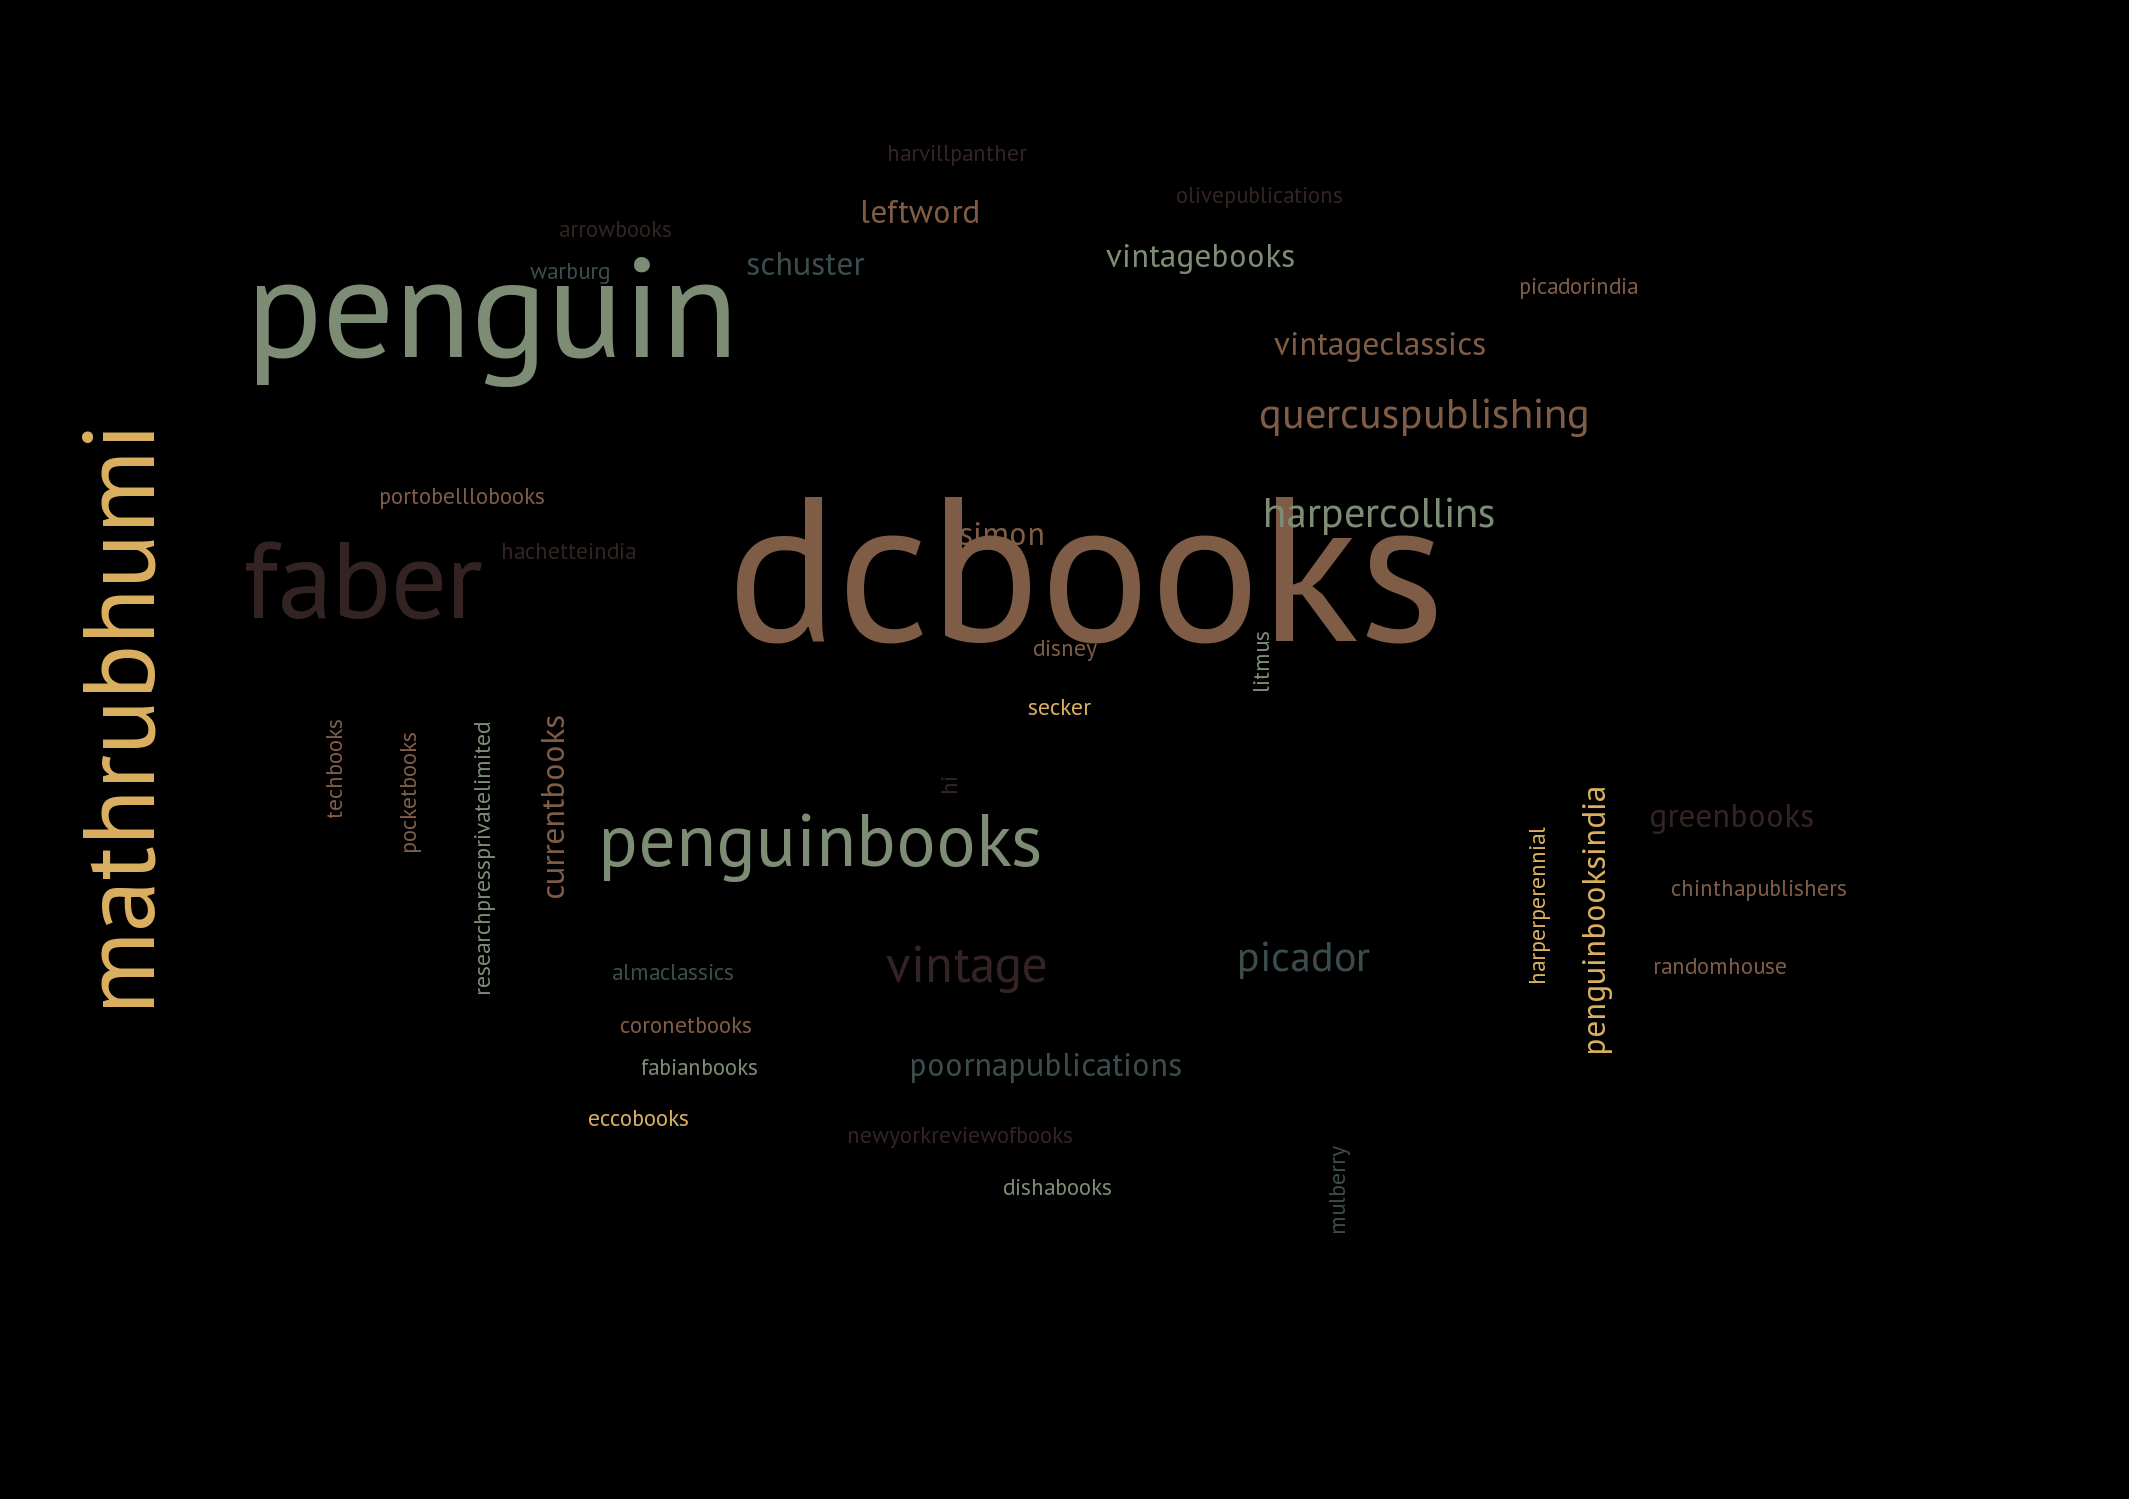 harvillpanther
olivepublications
leftword
arrowbooks
vintagebooks
schuster
warburg
picadorindia
penguin
vintageclassics
quercuspublishing
mathrubhumi
portobelllobooks
harpercollins
simon
hachetteindia
dcbooks
faber
disney
litmus
secker
techbooks
pocketbooks
researchpressprivatelimited
currentbooks
hi
penguinbooks
harperperennial
penguinbooksindia
greenbooks
chinthapublishers
vintage
picador
randomhouse
almaclassics
coronetbooks
fabianbooks
poornapublications
eccobooks
newyorkreviewofbooks
dishabooks
mulberry